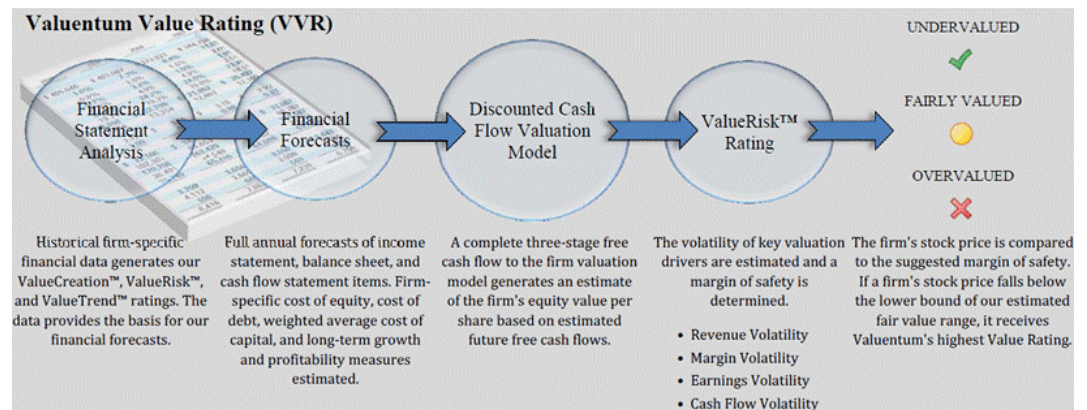 Valuentum Value Rating (VVR)
Financial
Statement
Analysis
Financial
Forecasts
Discounted Cash
Flow Valuation
Model
ValueRisk™
Rating
UNDERVALUED
FAIRLY VALUED
OVERVALUED
Historical firm-specific
financial data generates our
ValueCreation™, ValueRisk™,
and ValueTrend™ ratings. The
data provides the basis for our
financial forecasts.
Full annual forecasts of income
statement, balance sheet, and
cash flow statement items. Firm-
specific cost of equity, cost of
debt, weighted average cost of
capital, and long-term growth
and profitability measures
estimated.
A complete three-stage free
cash flow to the firm valuation
model generates an estimate
of the firm's equity value per
share based on estimated
future free cash flows.
The volatility of key valuation
drivers are estimated and a
margin of safety is
determined.
• Revenue Volatility
• Margin Volatility
• Earnings Volatility
• Cash Flow Volatility
The firm's stock price is compared
to the suggested margin of safety.
If a firm's stock price falls below
the lower bound of our estimated
fair value range, it receives
Valuentum's highest Value Rating.